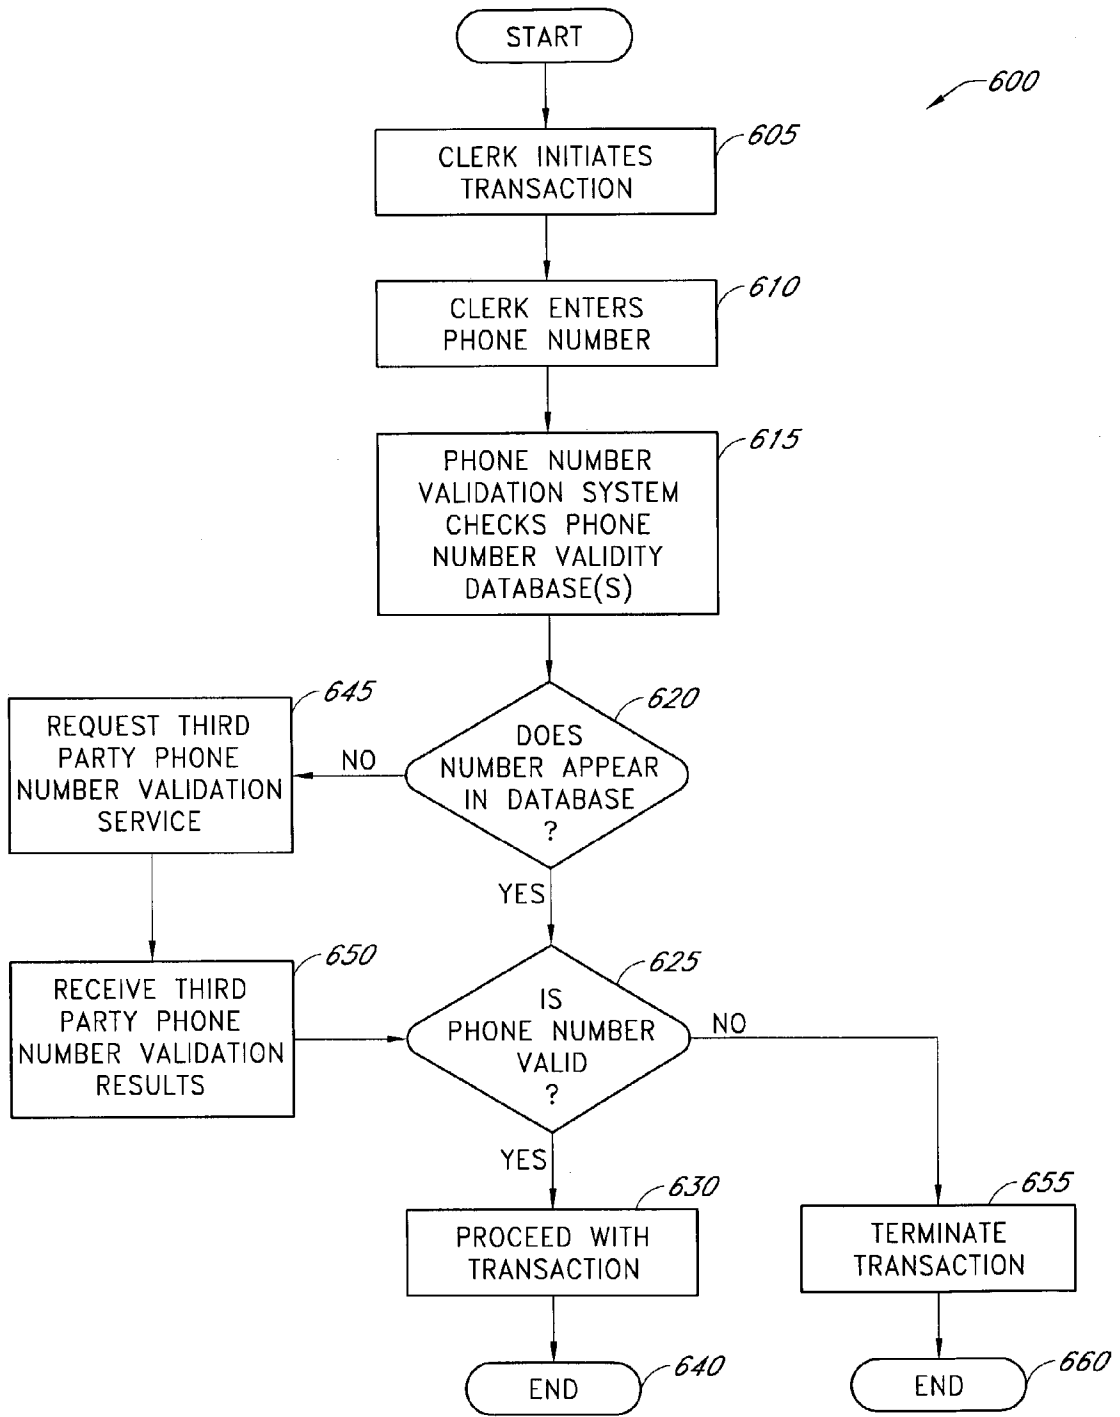 START
600
605
CLERK INITIATES
TRANSACTION
610
CLERK ENTERS
PHONE NUMBER
615
PHONE NUMBER
VALIDATION SYSTEM
CHECKS PHONE
NUMBER VALIDITY
DATABASE(S)
645
REQUEST THIRD
PARTY PHONE
NUMBER VALIDATION
SERVICE
NO
620
DOES
NUMBER APPEAR
IN DATABASE
?
YES
650
RECEIVE THIRD
PARTY PHONE
NUMBER VALIDATION
RESULTS
625
IS
PHONE NUMBER
VALID
?
NO
YES
630
PROCEED WITH
TRANSACTION
655
TERMINATE
TRANSACTION
640
END
660
END